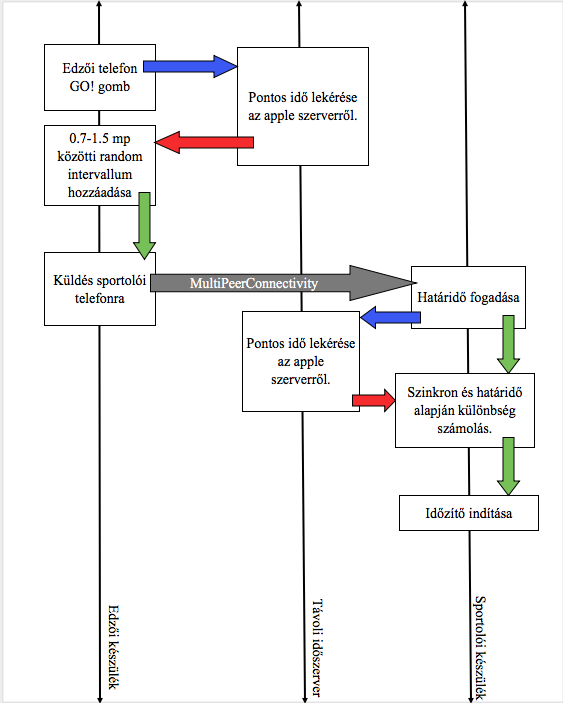 Edzői telefon
GO! gomb
Pontos idő lekérése
az apple szerverről.
0.7-1.5 mp
közötti random
intervallum
hozzáadása
Küldés sportolói
telefonra
MultiPeerConnectivity
Határidő fogadása
Pontos idő lekérése
az apple
szerverről.
Szinkron és határidő
alapján különbség
számolás.
Időzítő indítása
Edzői készülék
Távoli időszerver
Sportolói készülék